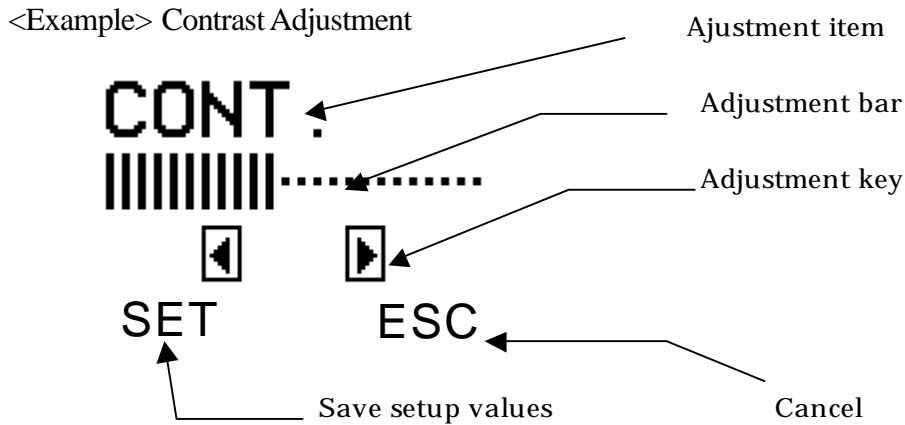 <Example> Contrast Adjustment
Ajustment item
CONT.
Adjustment bar
Adjustment key
SET ESC
Save setup values Cancel